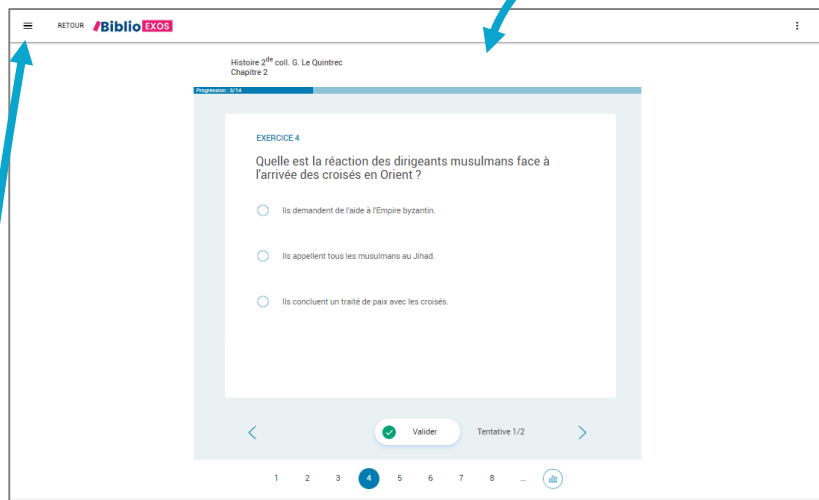 RETOUR Biblio EXOS
Histoire 2de coll. G. Le Quintrec
Chapitre 2
Progression : 3/14
EXERCICE 4
Quelle est la réaction des dirigeants musulmans face à
l'arrivée des croisés en Orient ?
Ils demandent de l'aide à l'Empire byzantin.
Ils appellent tous les musulmans au Jihad.
Ils concluent un traité de paix avec les croisés.
Valider Tentative 1/2
1 2 3 4 5 6 7 8 ...